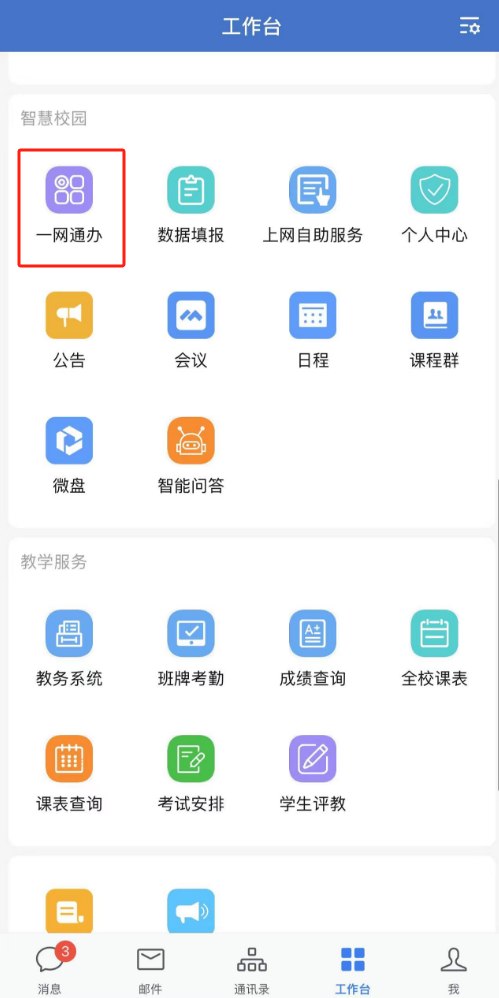 工作台
智慧校园
一网通办 数据填报 上网自助服务 个人中心
公告 会议 日程 课程群
微盘 智能问答
教学服务
教务系统 班牌考勤 成绩查询 全校课表
A+
课表查询 考试安排 学生评教
3
消息 邮件 通讯录 工作台 我